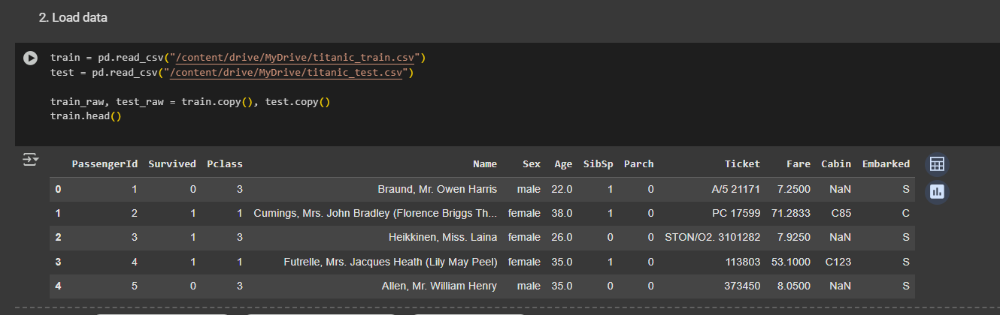 2. Load data
train = pd.read_csv("/content/drive/MyDrive/titanic_train.csv")
test = pd.read_csv("/content/drive/MyDrive/titanic_test.csv")
train_raw, test_raw = train.copy(), test.copy()
train.head()
PassengerId Survived Pclass Name Sex Age SibSp Parch Ticket Fare Cabin Embarked
0 1 0 3 Braund, Mr. Owen Harris male 22.0 1 0 A/5 21171 7.2500 NaN S
1 2 1 1 Cumings, Mrs. John Bradley (Florence Briggs Th... female 38.0 1 0 PC 17599 71.2833 C85 C
2 3 1 3 Heikkinen, Miss. Laina female 26.0 0 0 STON/O2. 3101282 7.9250 NaN S
3 4 1 1 Futrelle, Mrs. Jacques Heath (Lily May Peel) female 35.0 1 0 113803 53.1000 C123 S
4 5 0 3 Allen, Mr. William Henry male 35.0 0 0 373450 8.0500 NaN S